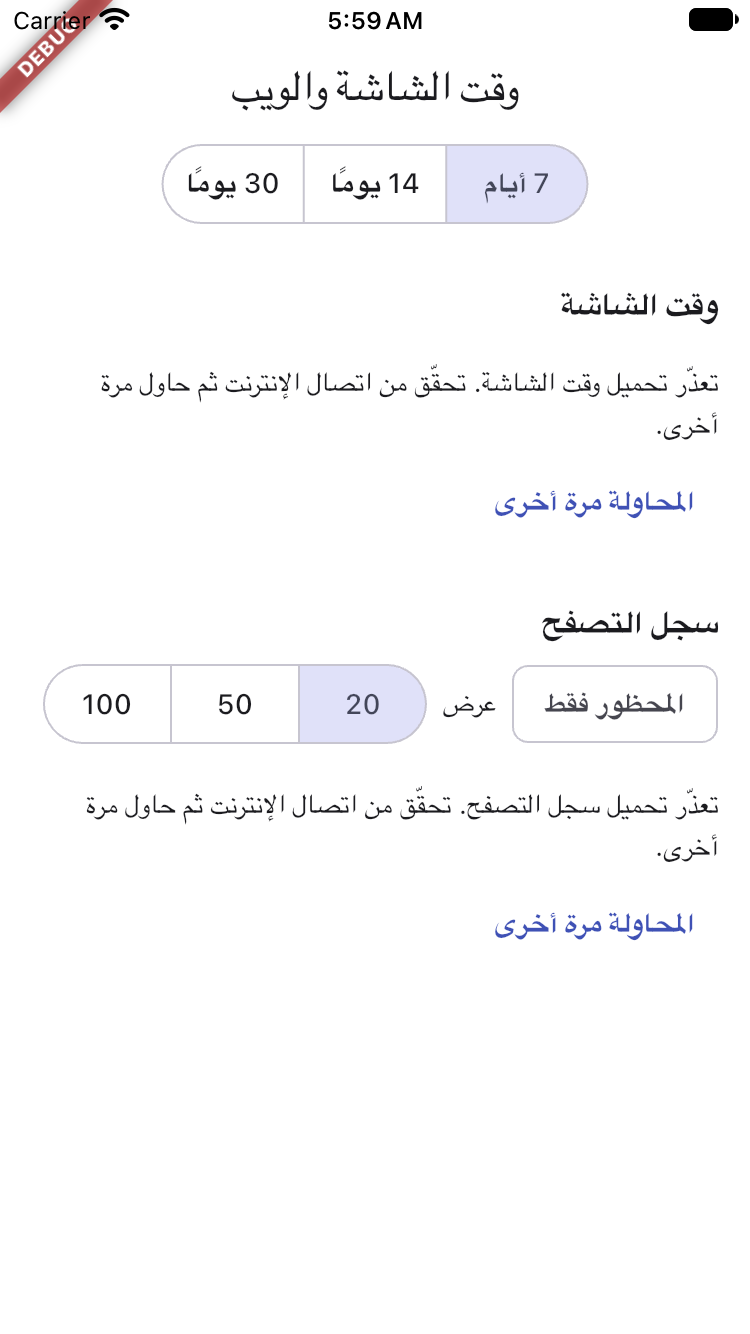 Carrier 5:59 AM
DEBUG
وقت الشاشة والويب
7 أيام 14 يومًا 30 يومًا
وقت الشاشة
تعذّر تحميل وقت الشاشة. تحقّق من اتصال الإنترنت ثم حاول مرة
أخرى.
المحاولة مرة أخرى
سجل التصفح
المحظور فقط عرض 20 50 100
تعذّر تحميل سجل التصفح. تحقّق من اتصال الإنترنت ثم حاول مرة
أخرى.
المحاولة مرة أخرى